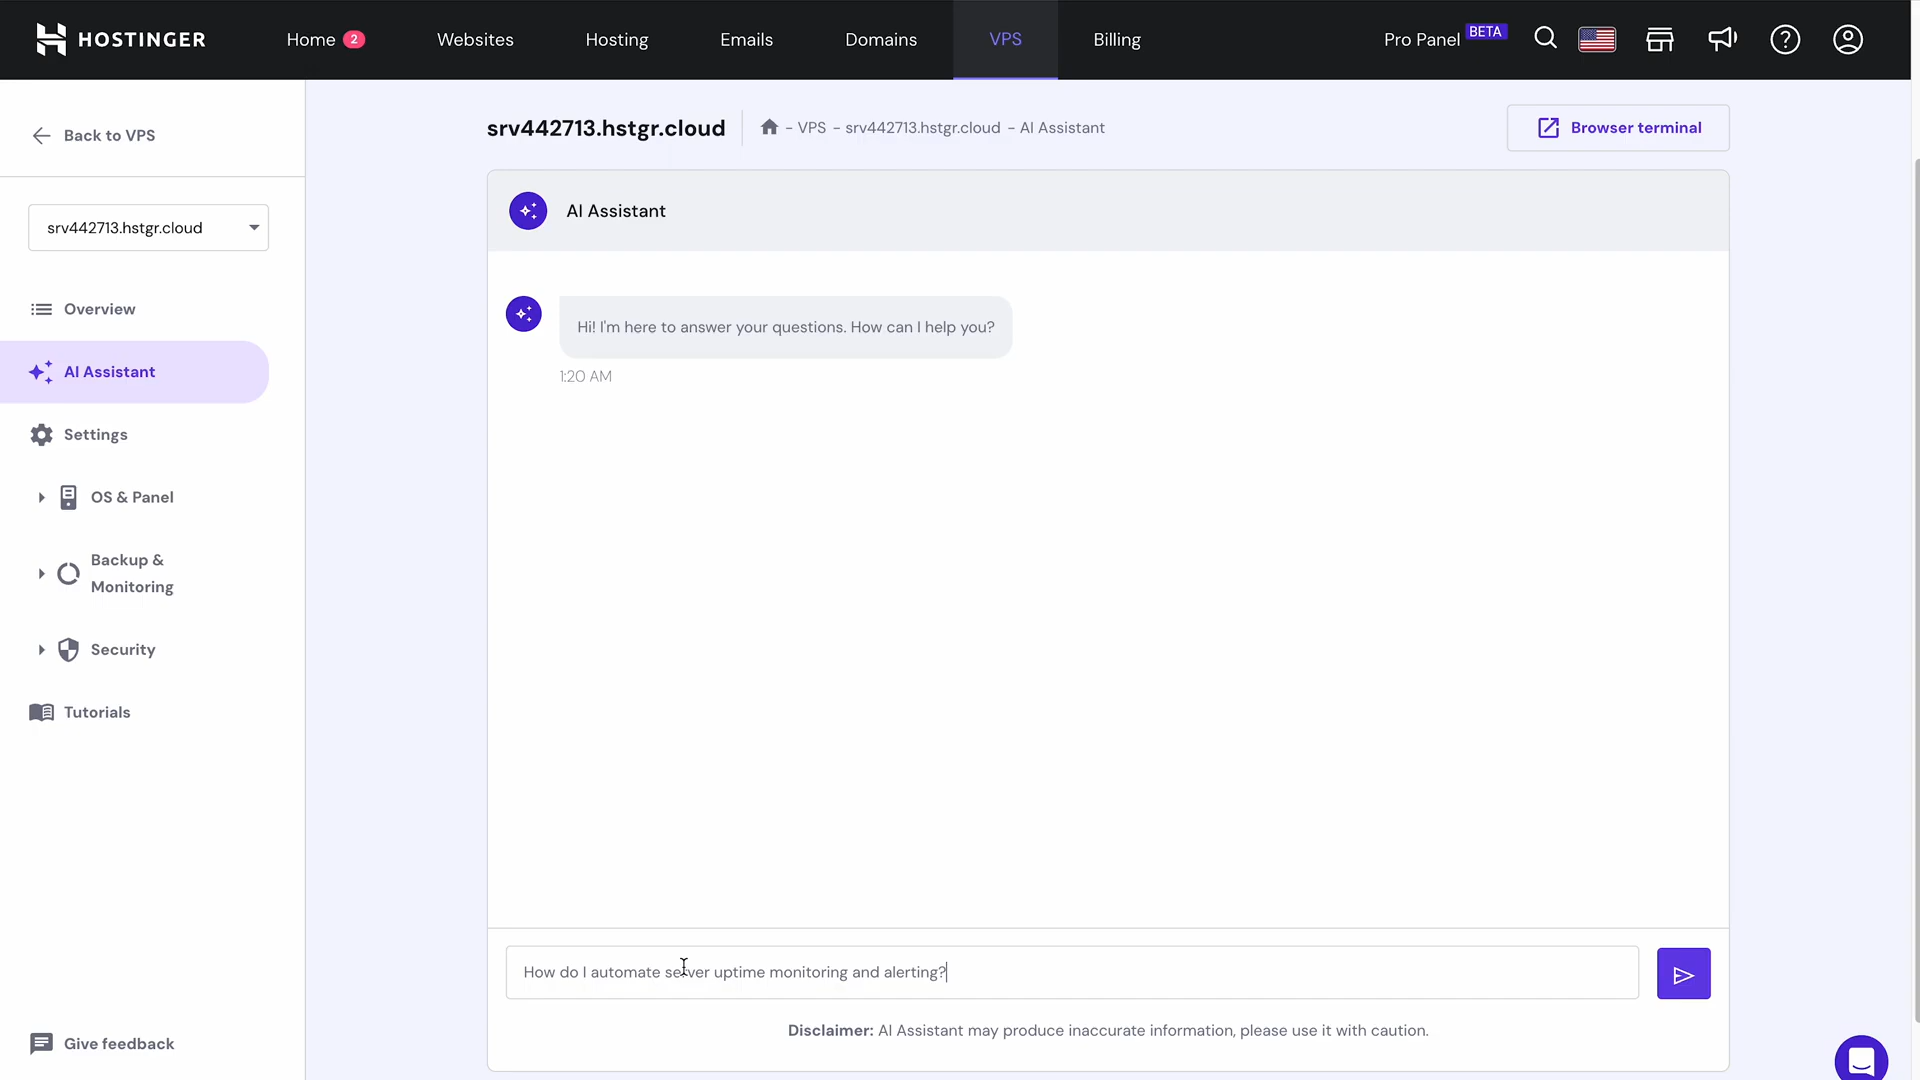 HOSTINGER
Home 2
Websites
Hosting
Emails
Domains
VPS
Billing
Pro Panel BETA
Back to VPS
srv442713.hstgr.cloud
Overview
AI Assistant
Settings
OS & Panel
Backup &
Monitoring
Security
Tutorials
Give feedback
srv442713.hstgr.cloud
- VPS - srv442713.hstgr.cloud - AI Assistant
Browser terminal
AI Assistant
Hi! I'm here to answer your questions. How can I help you?
1:20 AM
How do I automate server uptime monitoring and alerting?
Disclaimer: AI Assistant may produce inaccurate information, please use it with caution.